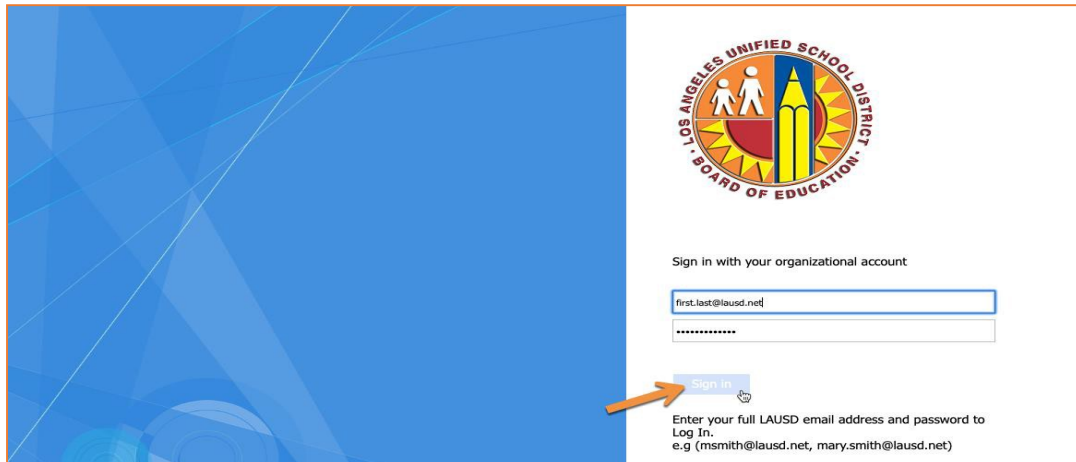 LOS ANGELES UNIFIED SCHOOL DISTRICT · BOARD OF EDUCATION ·
Sign in with your organizational account
first.last@lausd.net
•••••••••••••
Sign in
Enter your full LAUSD email address and password to
Log In.
e.g (msmith@lausd.net, mary.smith@lausd.net)